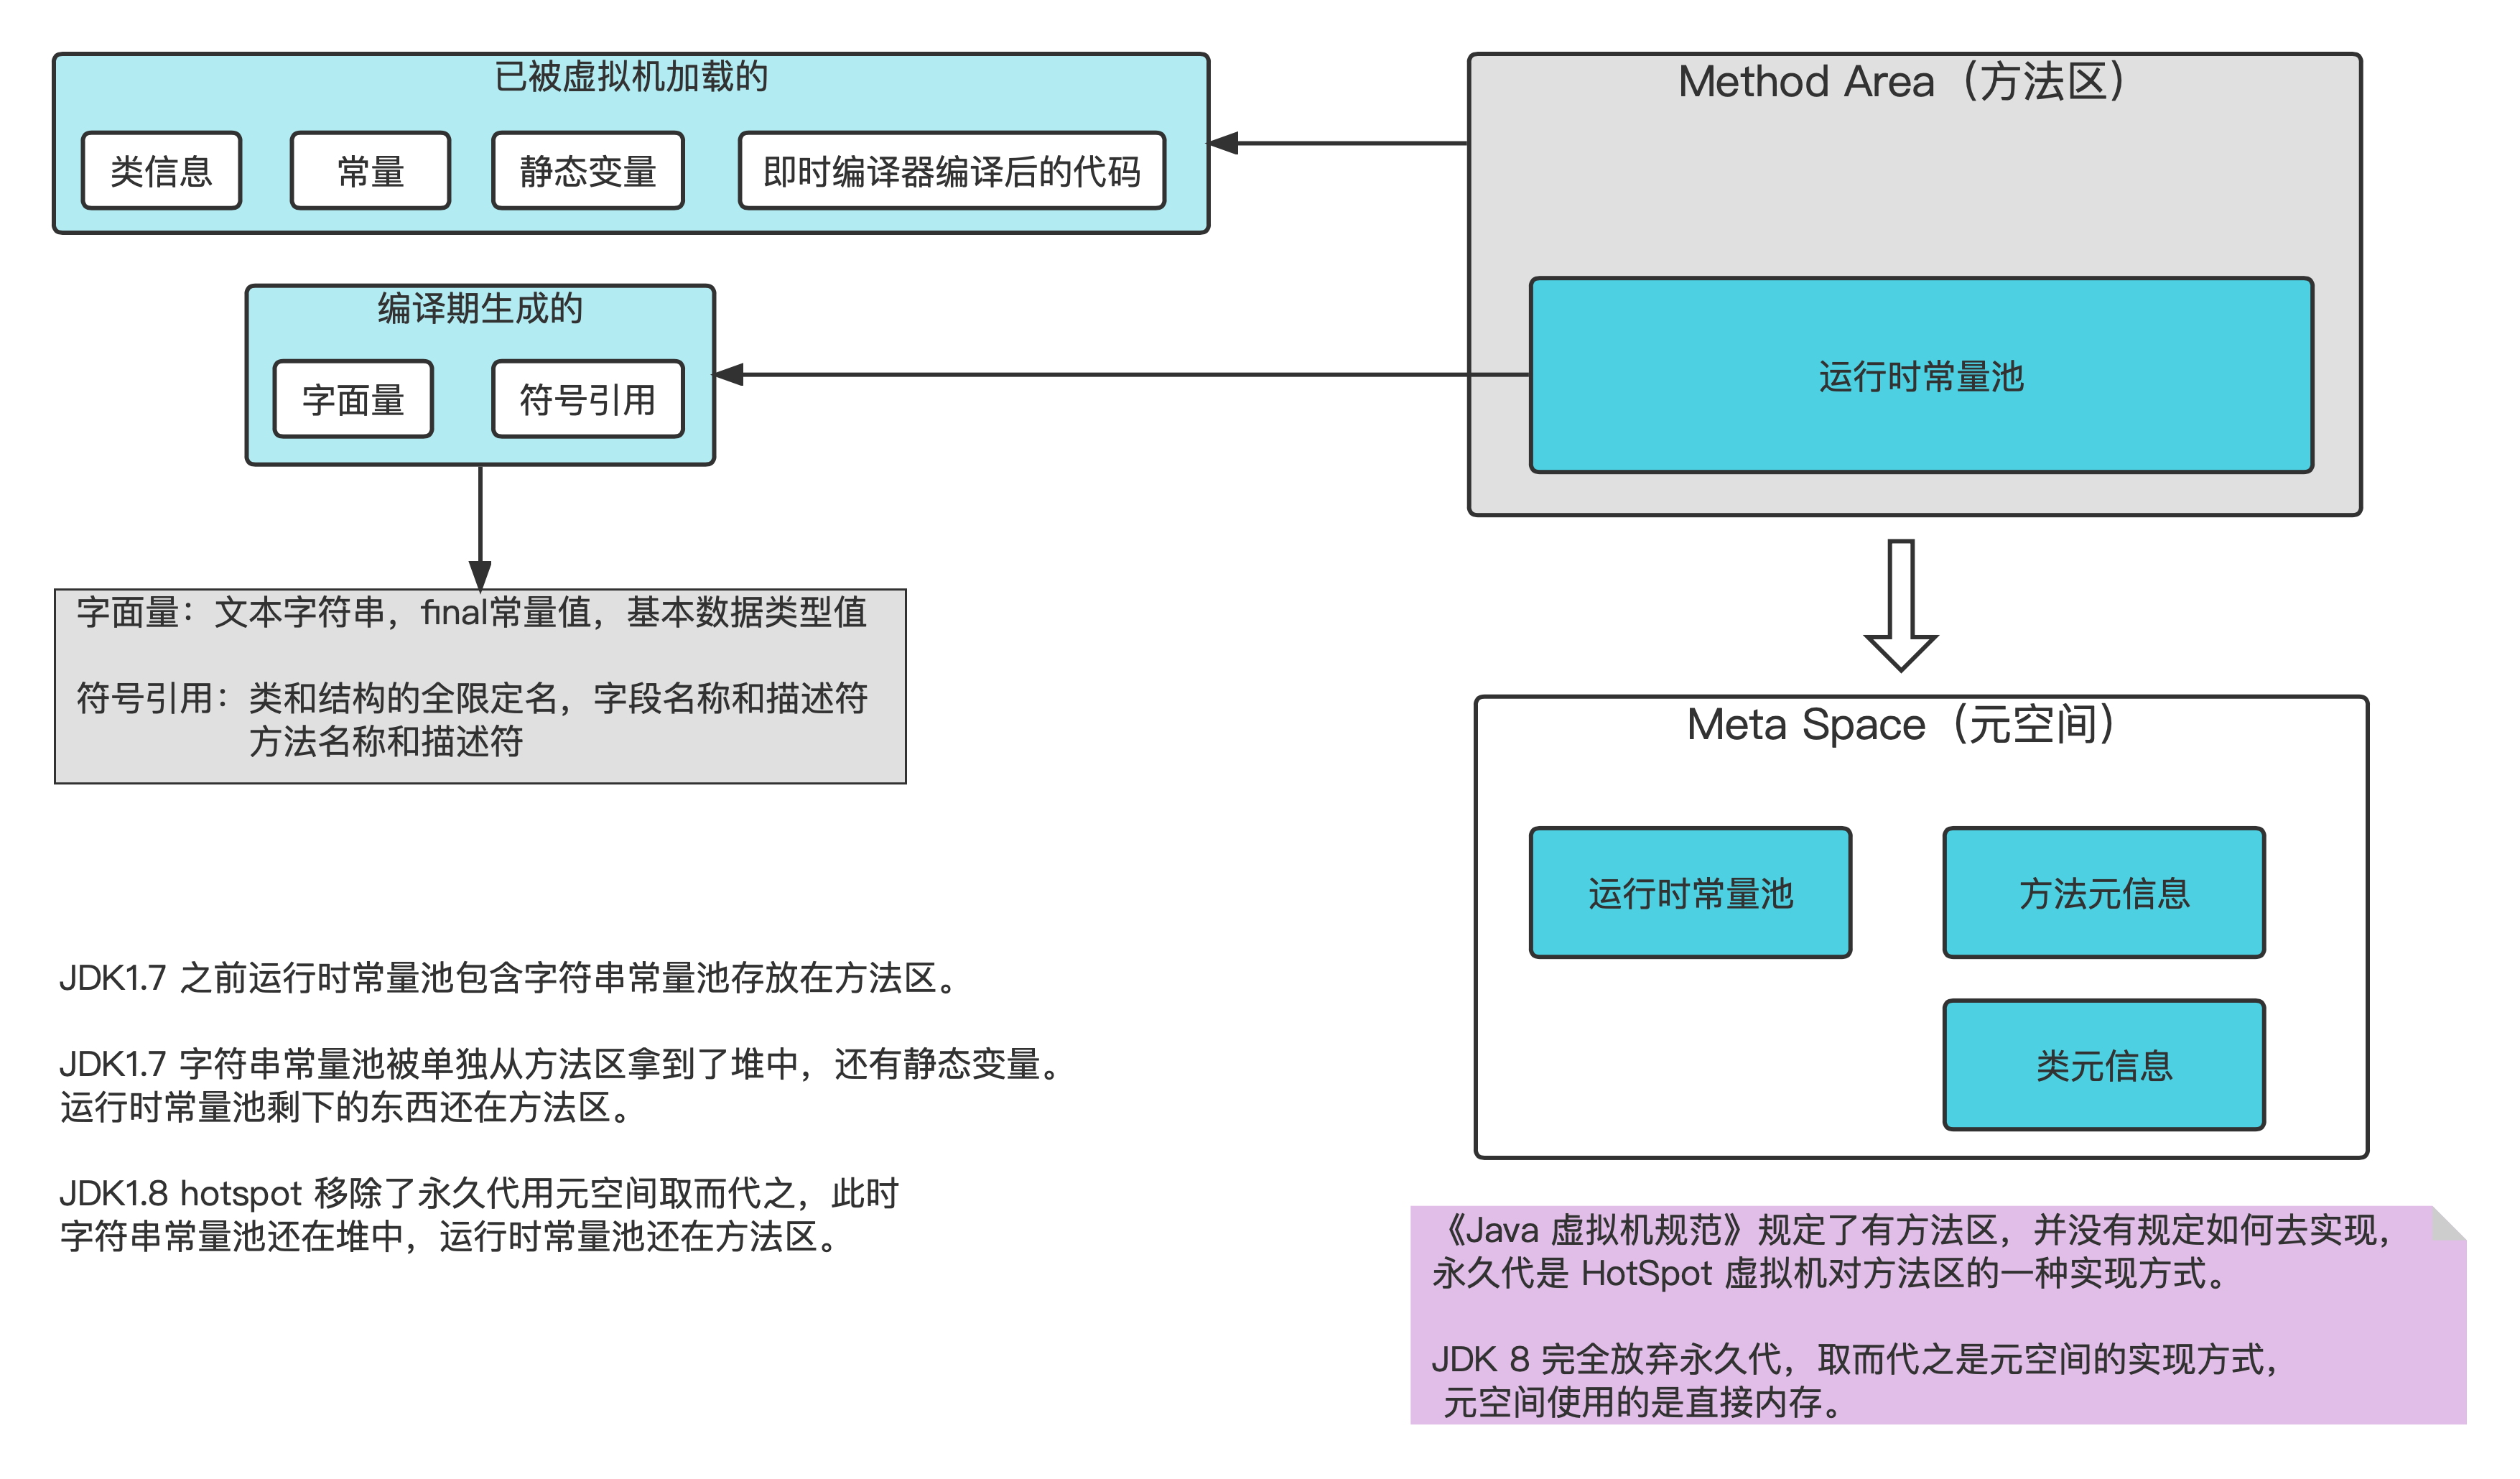 已被虚拟机加载的
类信息
常量
静态变量
即时编译器编译后的代码
Method Area（方法区）
运行时常量池
编译期生成的
字面量
符号引用
字面量：文本字符串，final常量值，基本数据类型值
符号引用：类和结构的全限定名，字段名称和描述符
方法名称和描述符
Meta Space（元空间）
运行时常量池
方法元信息
类元信息
JDK1.7 之前运行时常量池包含字符串常量池存放在方法区。
JDK1.7 字符串常量池被单独从方法区拿到了堆中，还有静态变量。
运行时常量池剩下的东西还在方法区。
JDK1.8 hotspot 移除了永久代用元空间取而代之，此时
字符串常量池还在堆中，运行时常量池还在方法区。
《Java 虚拟机规范》规定了有方法区，并没有规定如何去实现，
永久代是 HotSpot 虚拟机对方法区的一种实现方式。
JDK 8 完全放弃永久代，取而代之是元空间的实现方式，
元空间使用的是直接内存。